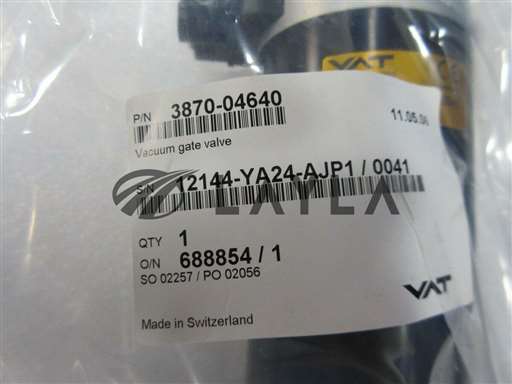 VAT
P/N 3870-04640
11.05.06
Vacuum gate valve
S/N 12144-YA24-AJP1 / 0041
LAYLA
QTY 1
O/N 688854 / 1
SO 02257 / PO 02056
VAT
Made in Switzerland